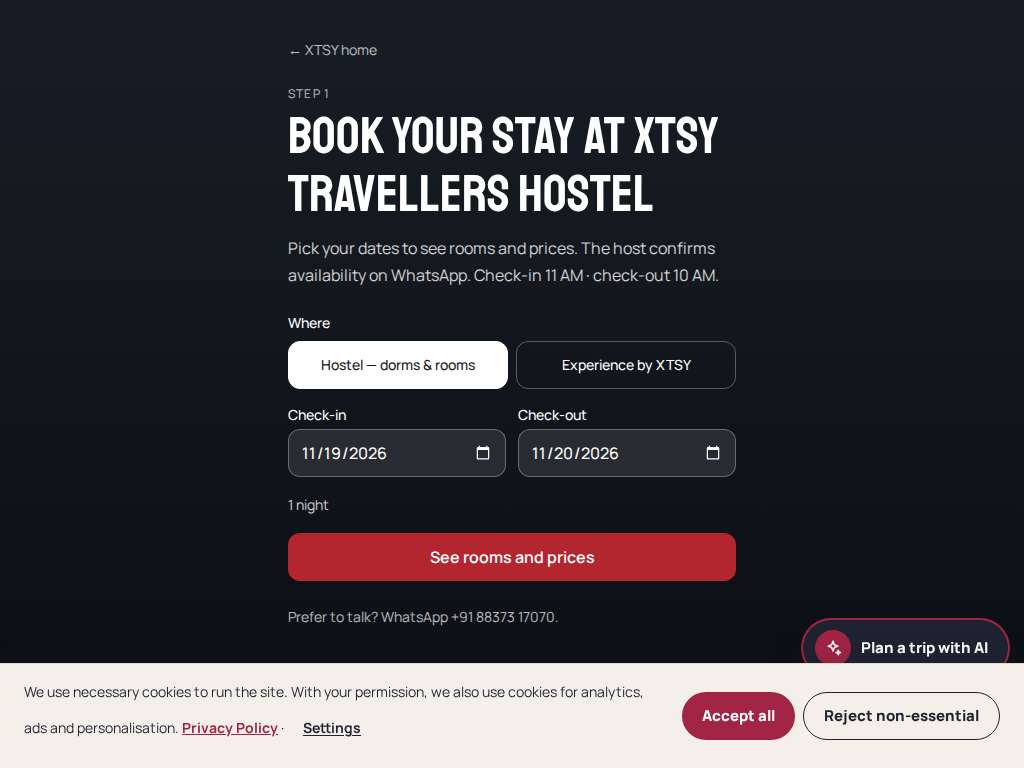 ← XTSY home
STEP 1
BOOK YOUR STAY AT XTSY
TRAVELLERS HOSTEL
Pick your dates to see rooms and prices. The host confirms
availability on WhatsApp. Check-in 11 AM · check-out 10 AM.
Where
Hostel — dorms & rooms
Experience by XTSY
Check-in
Check-out
11/19/2026
11/20/2026
1 night
See rooms and prices
Prefer to talk? WhatsApp +91 88373 17070.
Plan a trip with AI
We use necessary cookies to run the site. With your permission, we also use cookies for analytics,
ads and personalisation. Privacy Policy · Settings
Accept all
Reject non-essential